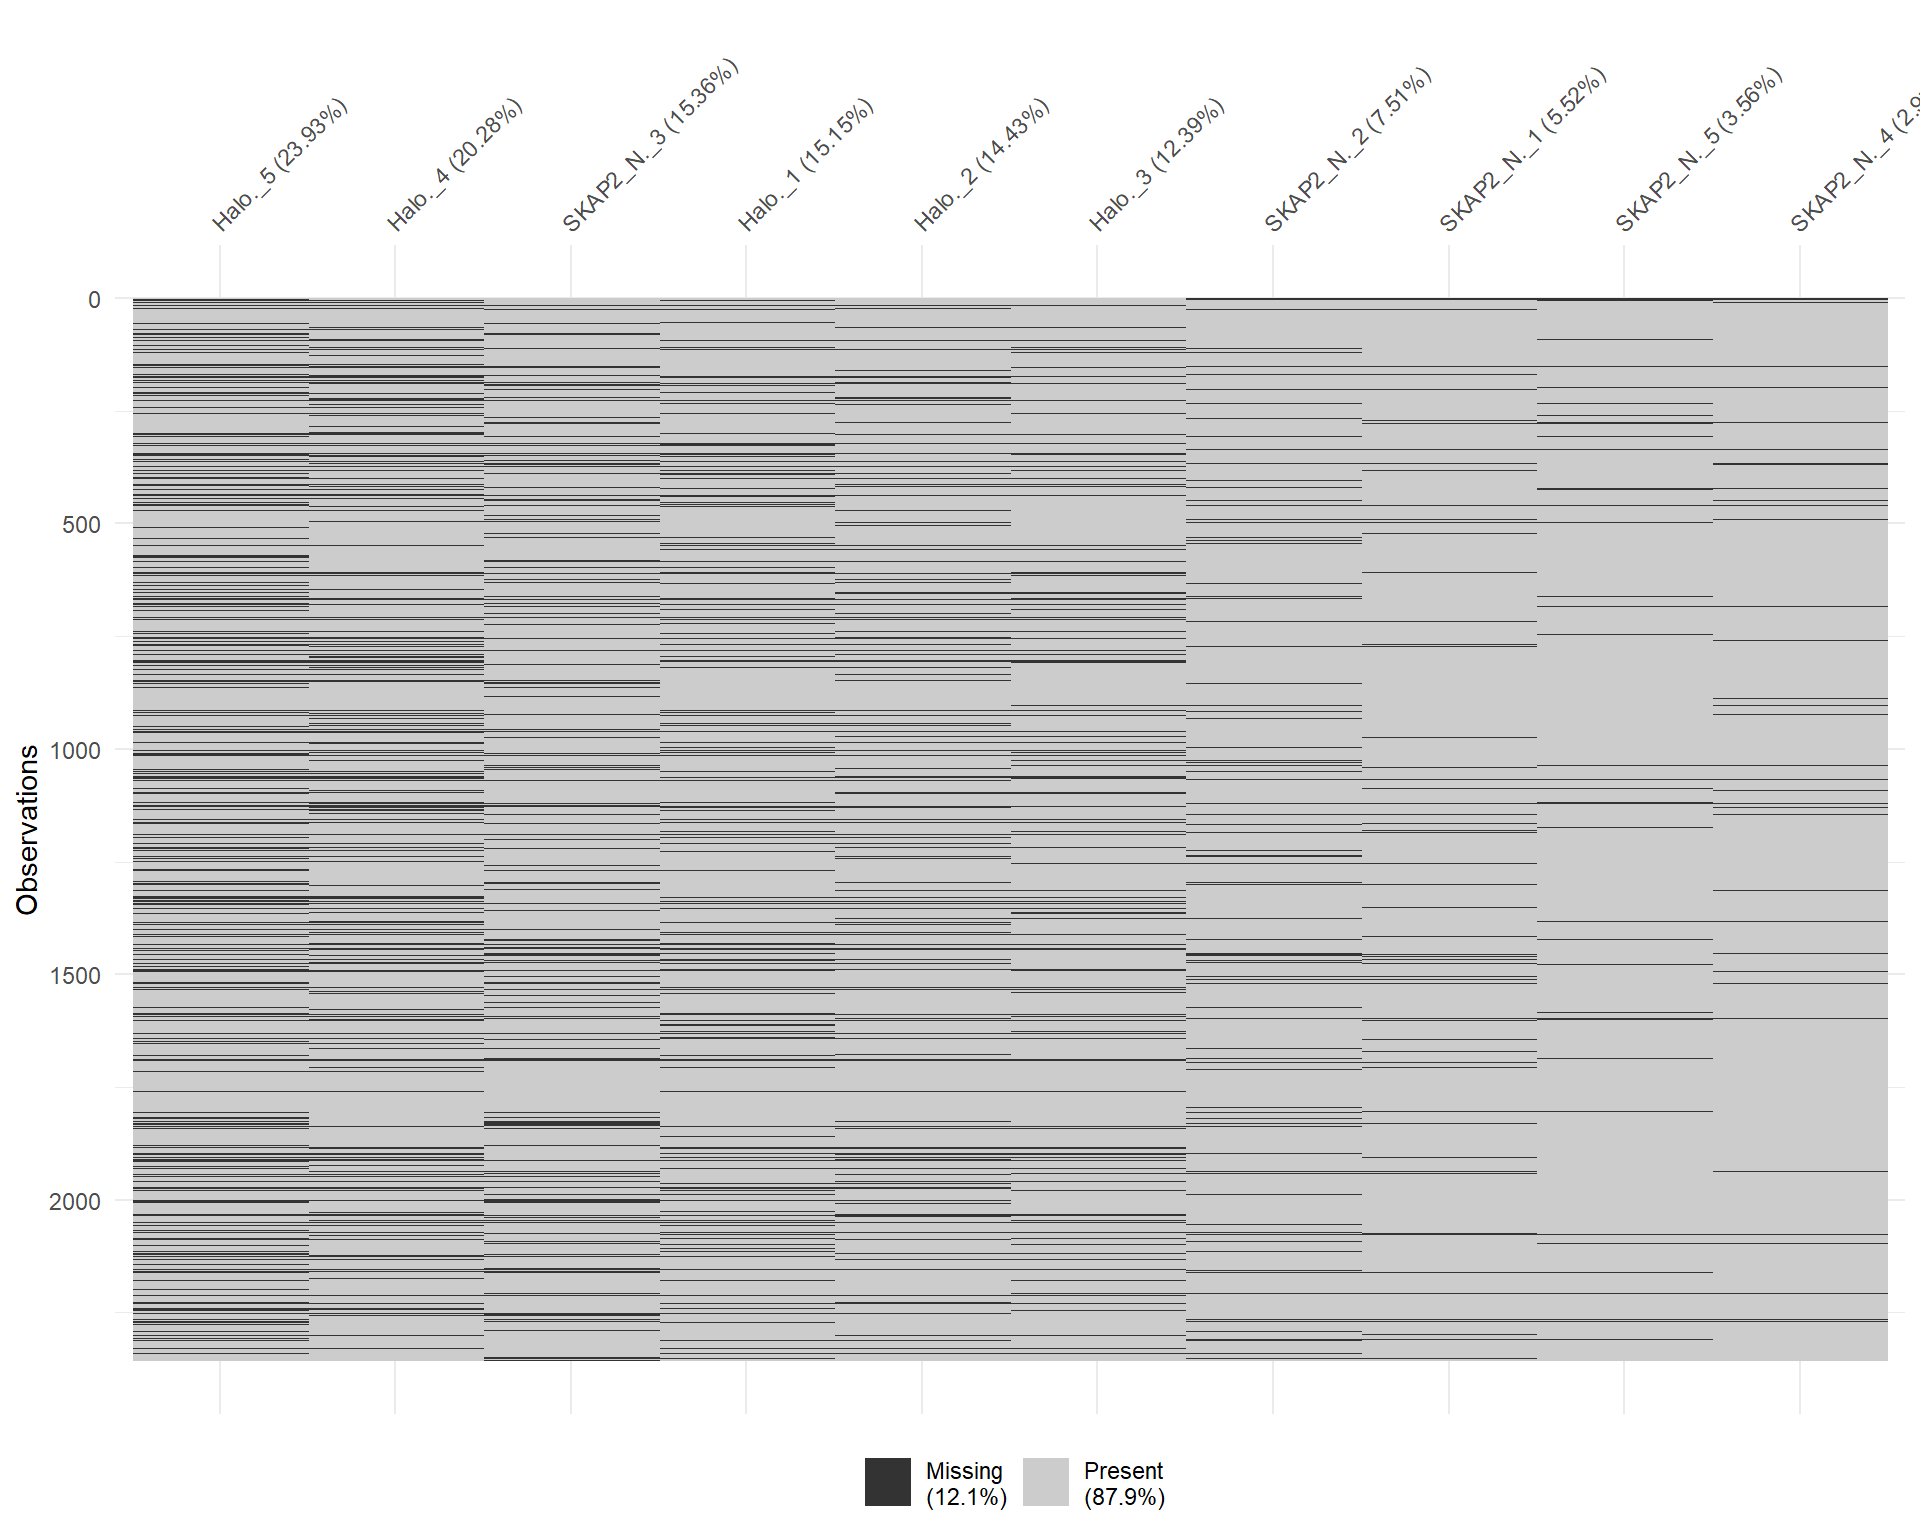 Halo._5 (23.93%)
Halo._4 (20.28%)
SKAP2_N._3 (15.36%)
Halo._1 (15.15%)
Halo._2 (14.43%)
Halo._3 (12.39%)
SKAP2_N._2 (7.51%)
SKAP2_N._1 (5.52%)
SKAP2_N._5 (3.56%)
SKAP2_N._4 (2.9
0
500
1000
1500
2000
Observations
Missing
(12.1%)
Present
(87.9%)